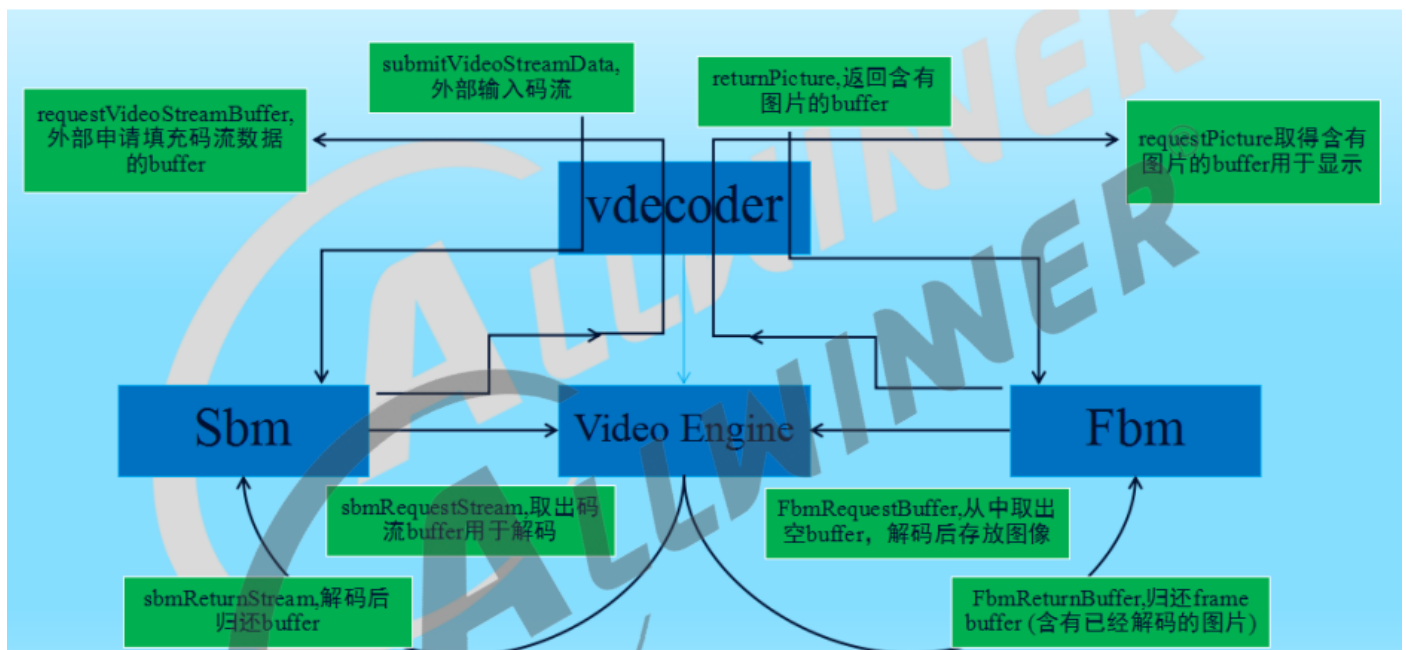 submitVideoStreamData,
外部输入码流
returnPicture,返回含有
图片的buffer
requestVideoStreamBuffer,
外部申请填充码流数据
的buffer
requestPicture取得含有
图片的buffer用于显示
vdecoder
Sbm
Video Engine
Fbm
sbmRequestStream,取出码
流buffer用于解码
FbmRequestBuffer,从中取出
空buffer，解码后存放图像
sbmReturnStream,解码后
归还buffer
FbmReturnBuffer,归还frame
buffer (含有已经解码的图片)
ALLWINNER
ALLWINNER